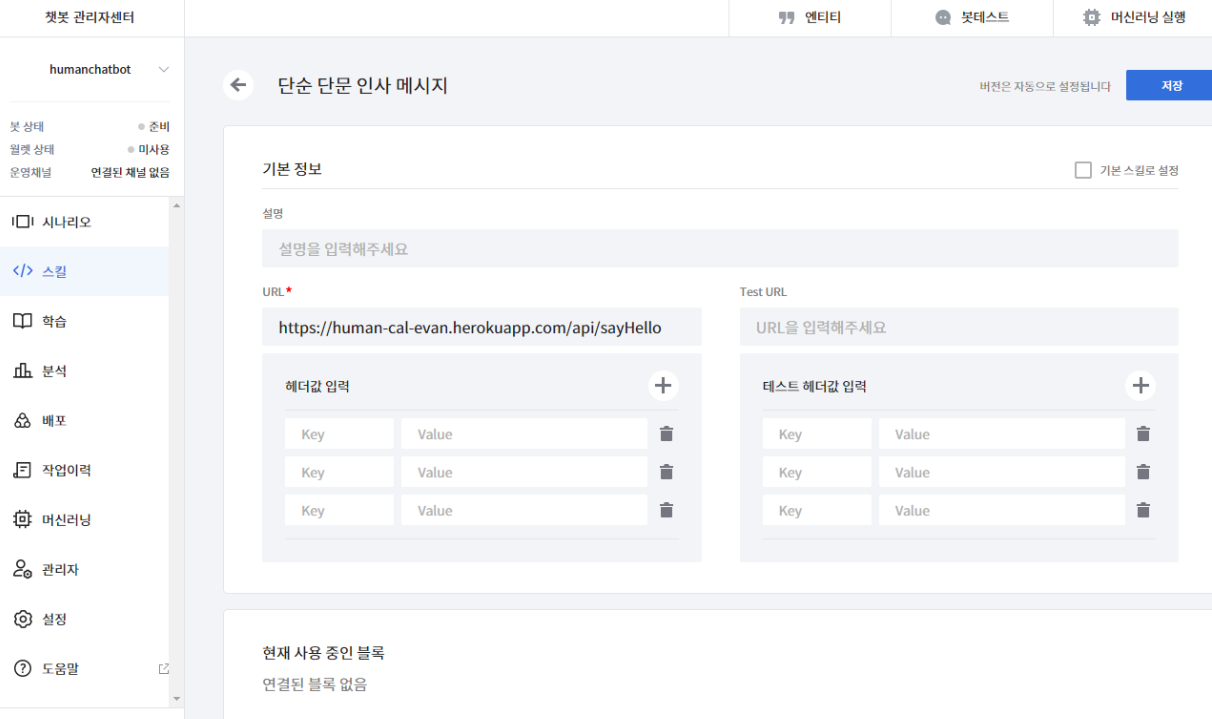 챗봇 관리자센터
엔티티
봇테스트
머신러닝 실행
humanchatbot
단순 단문 인사 메시지
버전은 자동으로 설정됩니다
저장
봇 상태
준비
월렛 상태
미사용
운영채널
연결된 채널 없음
시나리오
스킬
학습
분석
배포
작업이력
머신러닝
관리자
설정
도움말
기본 정보
기본 스킬로 설정
설명
설명을 입력해주세요
URL*
Test URL
https://human-cal-evan.herokuapp.com/api/sayHello
URL을 입력해주세요
헤더값 입력
테스트 헤더값 입력
Key Value
Key Value
Key Value
Key Value
Key Value
Key Value
현재 사용 중인 블록
연결된 블록 없음